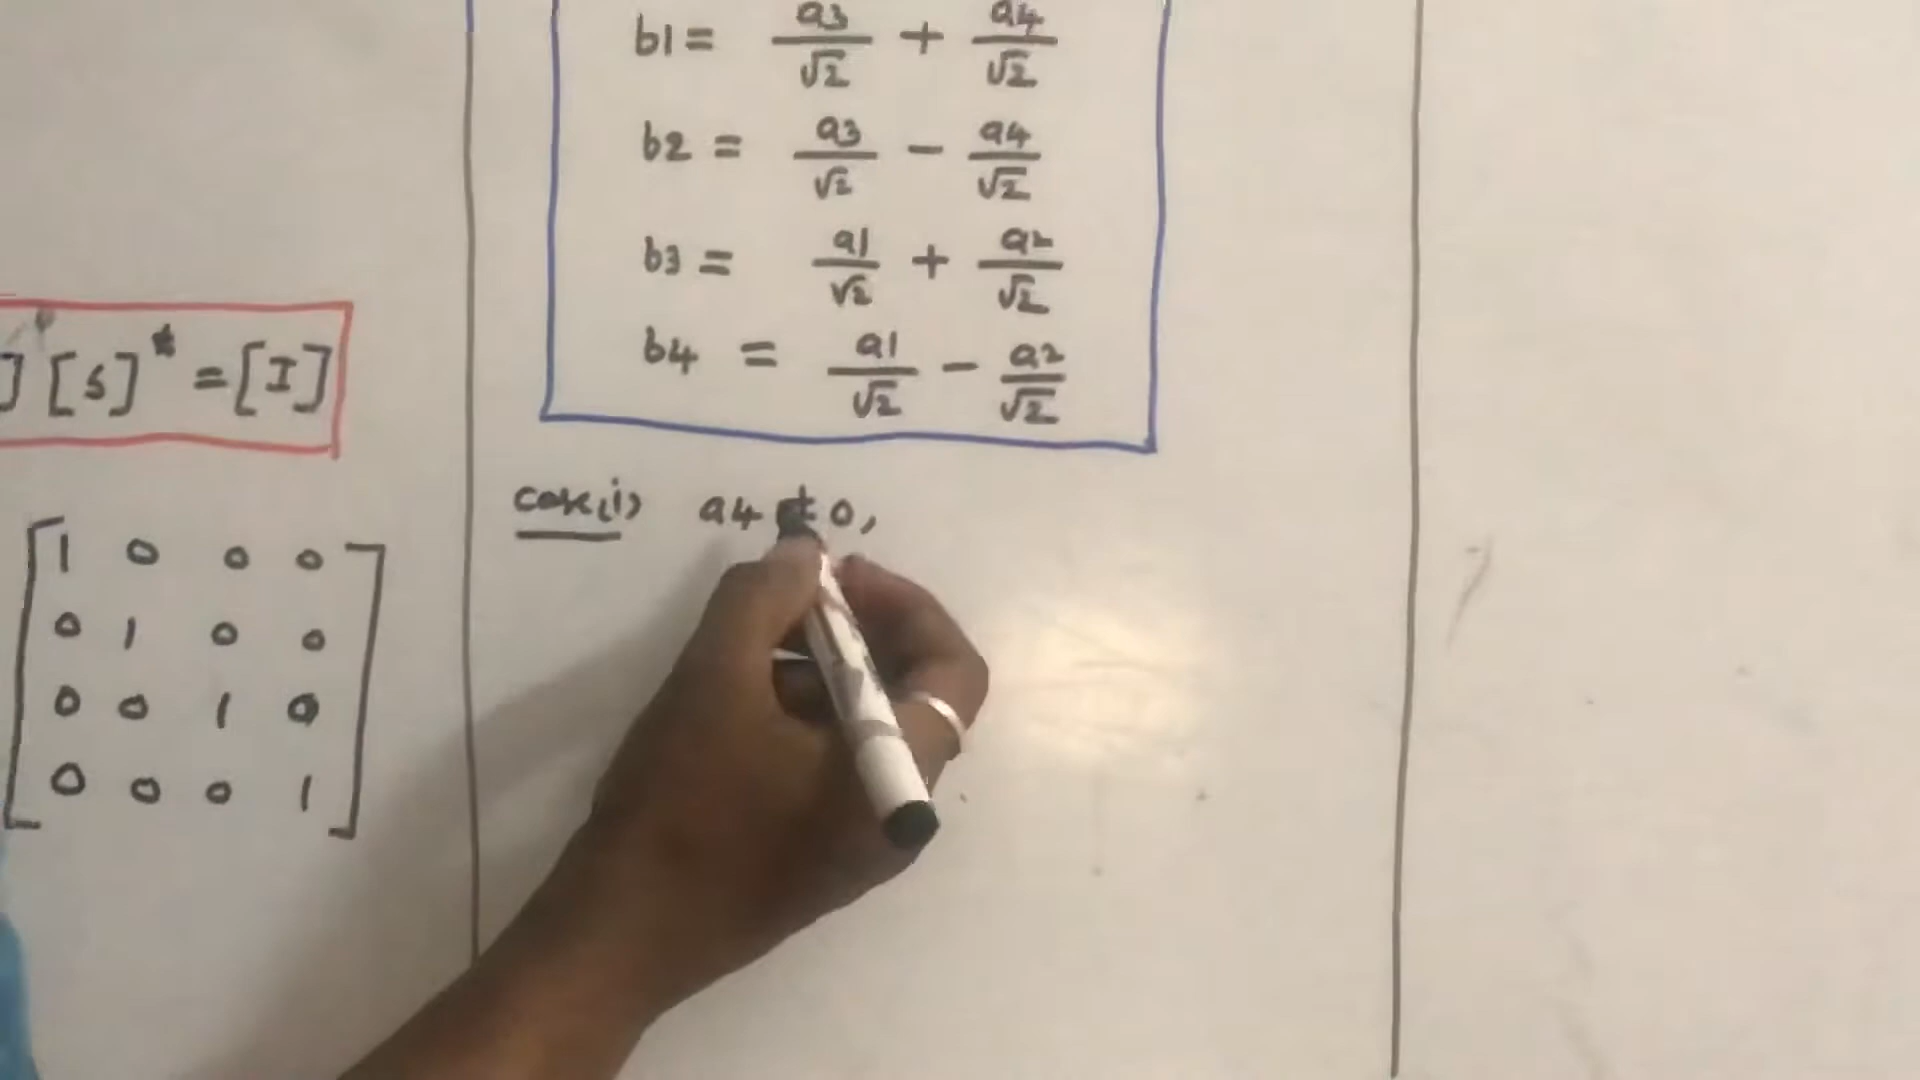 ] [S]* = [I]
1 0 0 0
0 1 0 0
0 0 1 0
0 0 0 1
b1 = a3/√2 + a4/√2
b2 = a3/√2 - a4/√2
b3 = a1/√2 + a2/√2
b4 = a1/√2 - a2/√2
case(i) a4 ≠ 0,